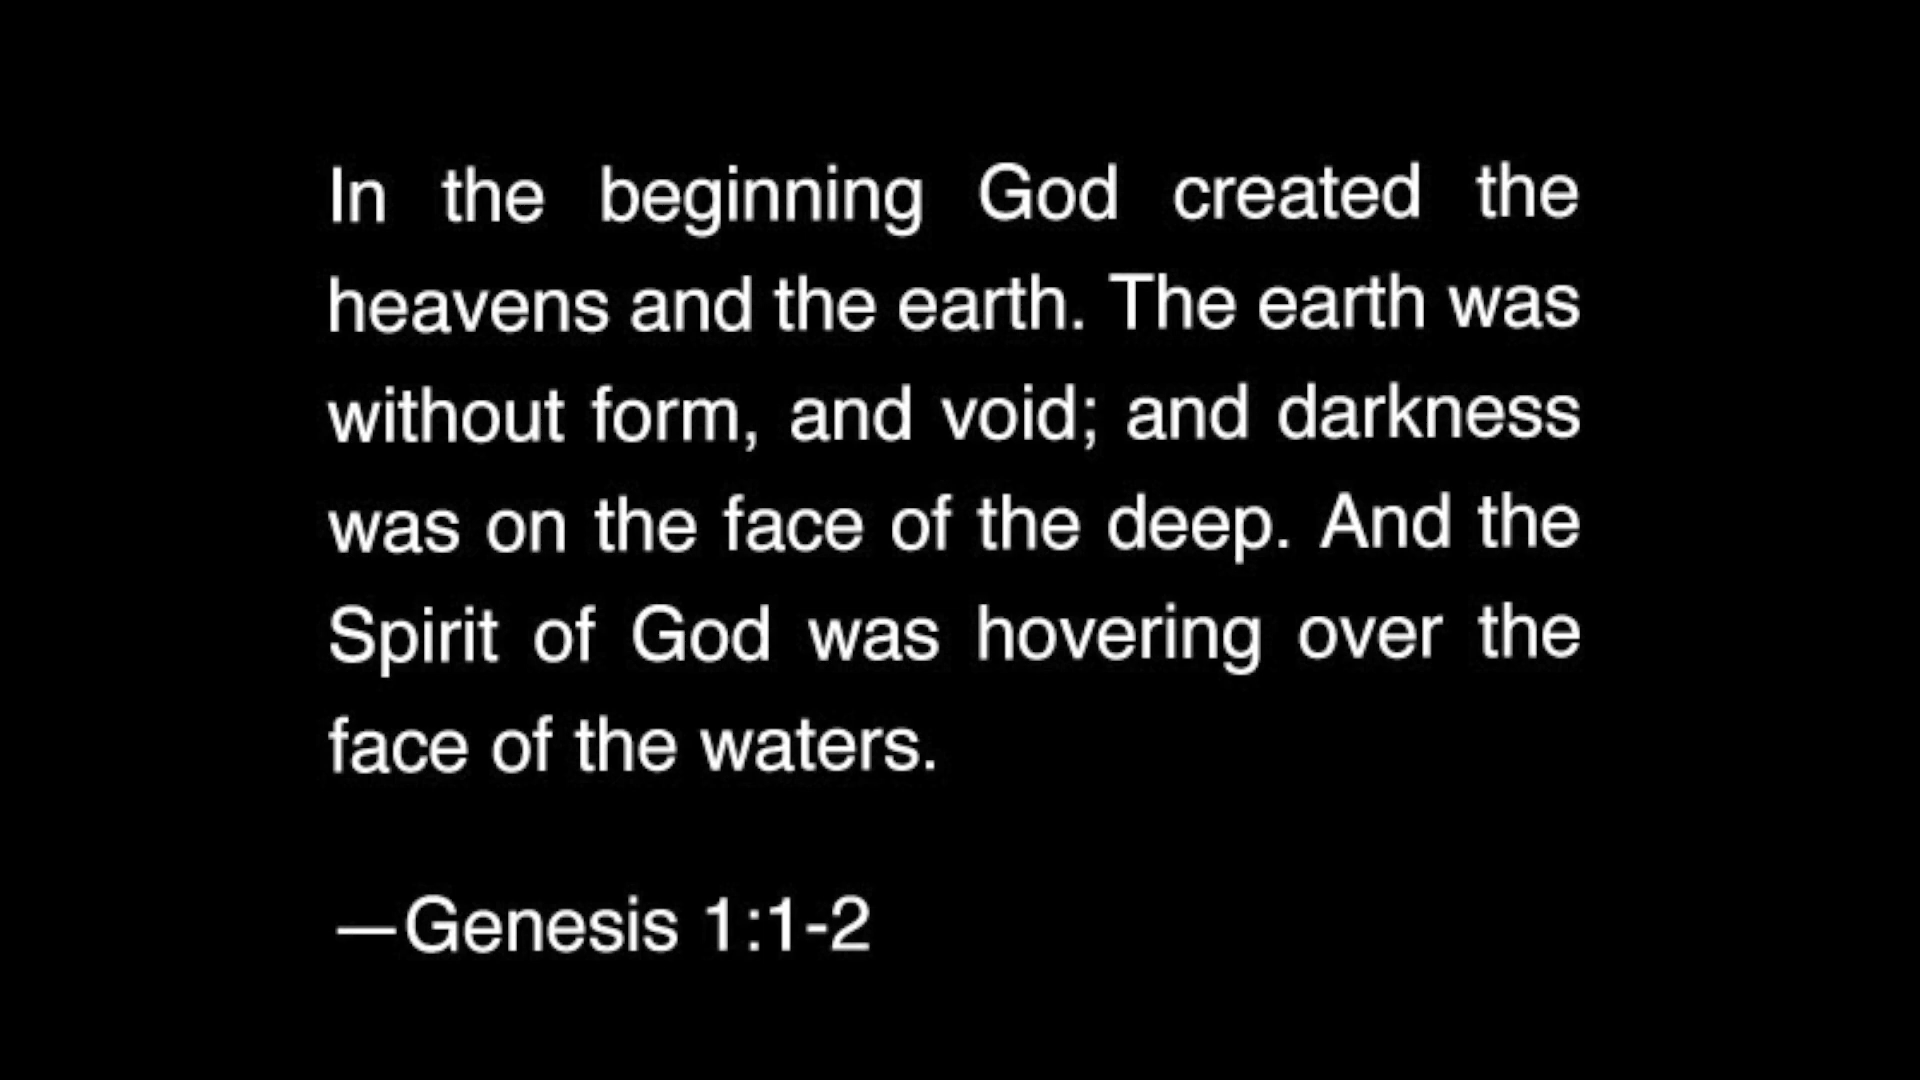 In the beginning God created the
heavens and the earth. The earth was
without form, and void; and darkness
was on the face of the deep. And the
Spirit of God was hovering over the
face of the waters.
—Genesis 1:1-2